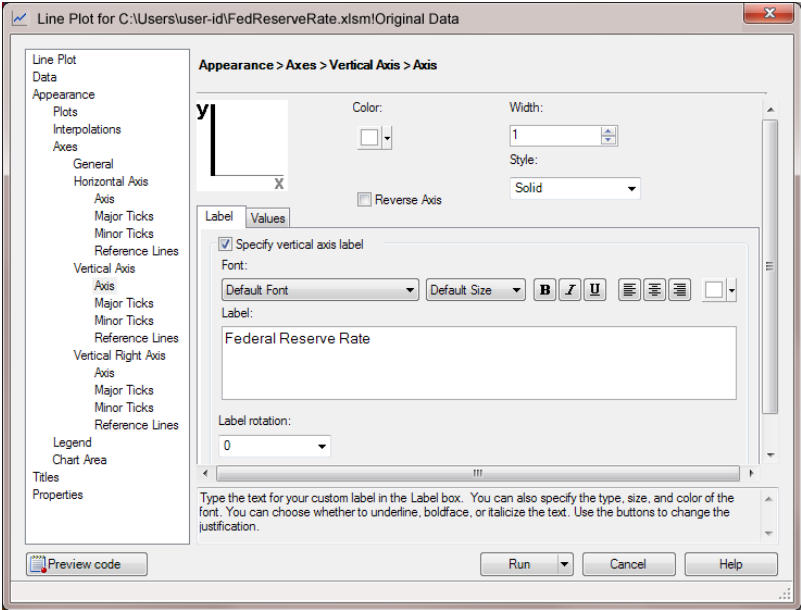 Line Plot for C:\Users\user-id\FedReserveRate.xlsm!Original Data
Line Plot
Data
Appearance
Plots
Interpolations
Axes
General
Horizontal Axis
Axis
Major Ticks
Minor Ticks
Reference Lines
Vertical Axis
Axis
Major Ticks
Minor Ticks
Reference Lines
Vertical Right Axis
Axis
Major Ticks
Minor Ticks
Reference Lines
Legend
Chart Area
Titles
Properties
Appearance > Axes > Vertical Axis > Axis
y
x
Color:
Width:
1
Style:
Solid
Reverse Axis
Label Values
Specify vertical axis label
Font:
Default Font Default Size B I U
Label:
Federal Reserve Rate
Label rotation:
0
Type the text for your custom label in the Label box. You can also specify the type, size, and color of the
font. You can choose whether to underline, boldface, or italicize the text. Use the buttons to change the
justification.
Preview code Run Cancel Help